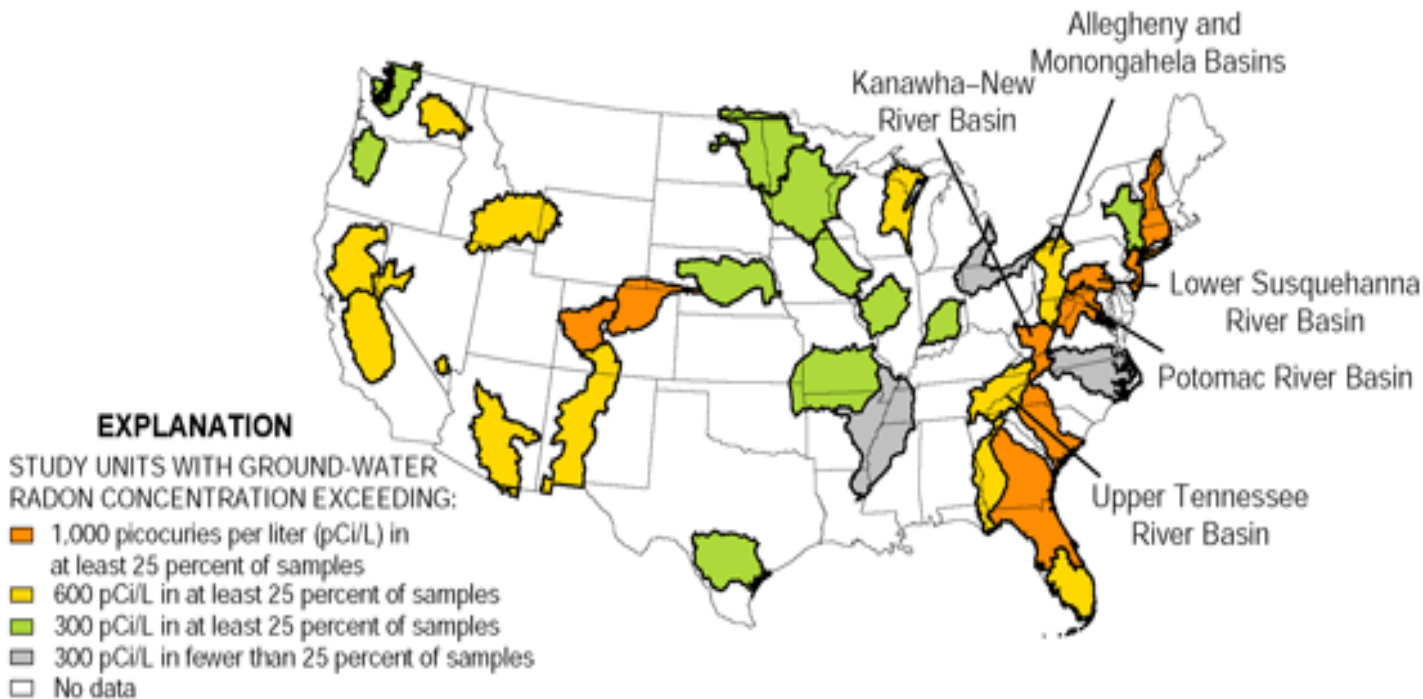 Allegheny and
Monongahela Basins
Kanawha–New
River Basin
Lower Susquehanna
River Basin
Potomac River Basin
Upper Tennessee
River Basin
EXPLANATION
STUDY UNITS WITH GROUND-WATER
RADON CONCENTRATION EXCEEDING:
1,000 picocuries per liter (pCi/L) in
at least 25 percent of samples
600 pCi/L in at least 25 percent of samples
300 pCi/L in at least 25 percent of samples
300 pCi/L in fewer than 25 percent of samples
No data